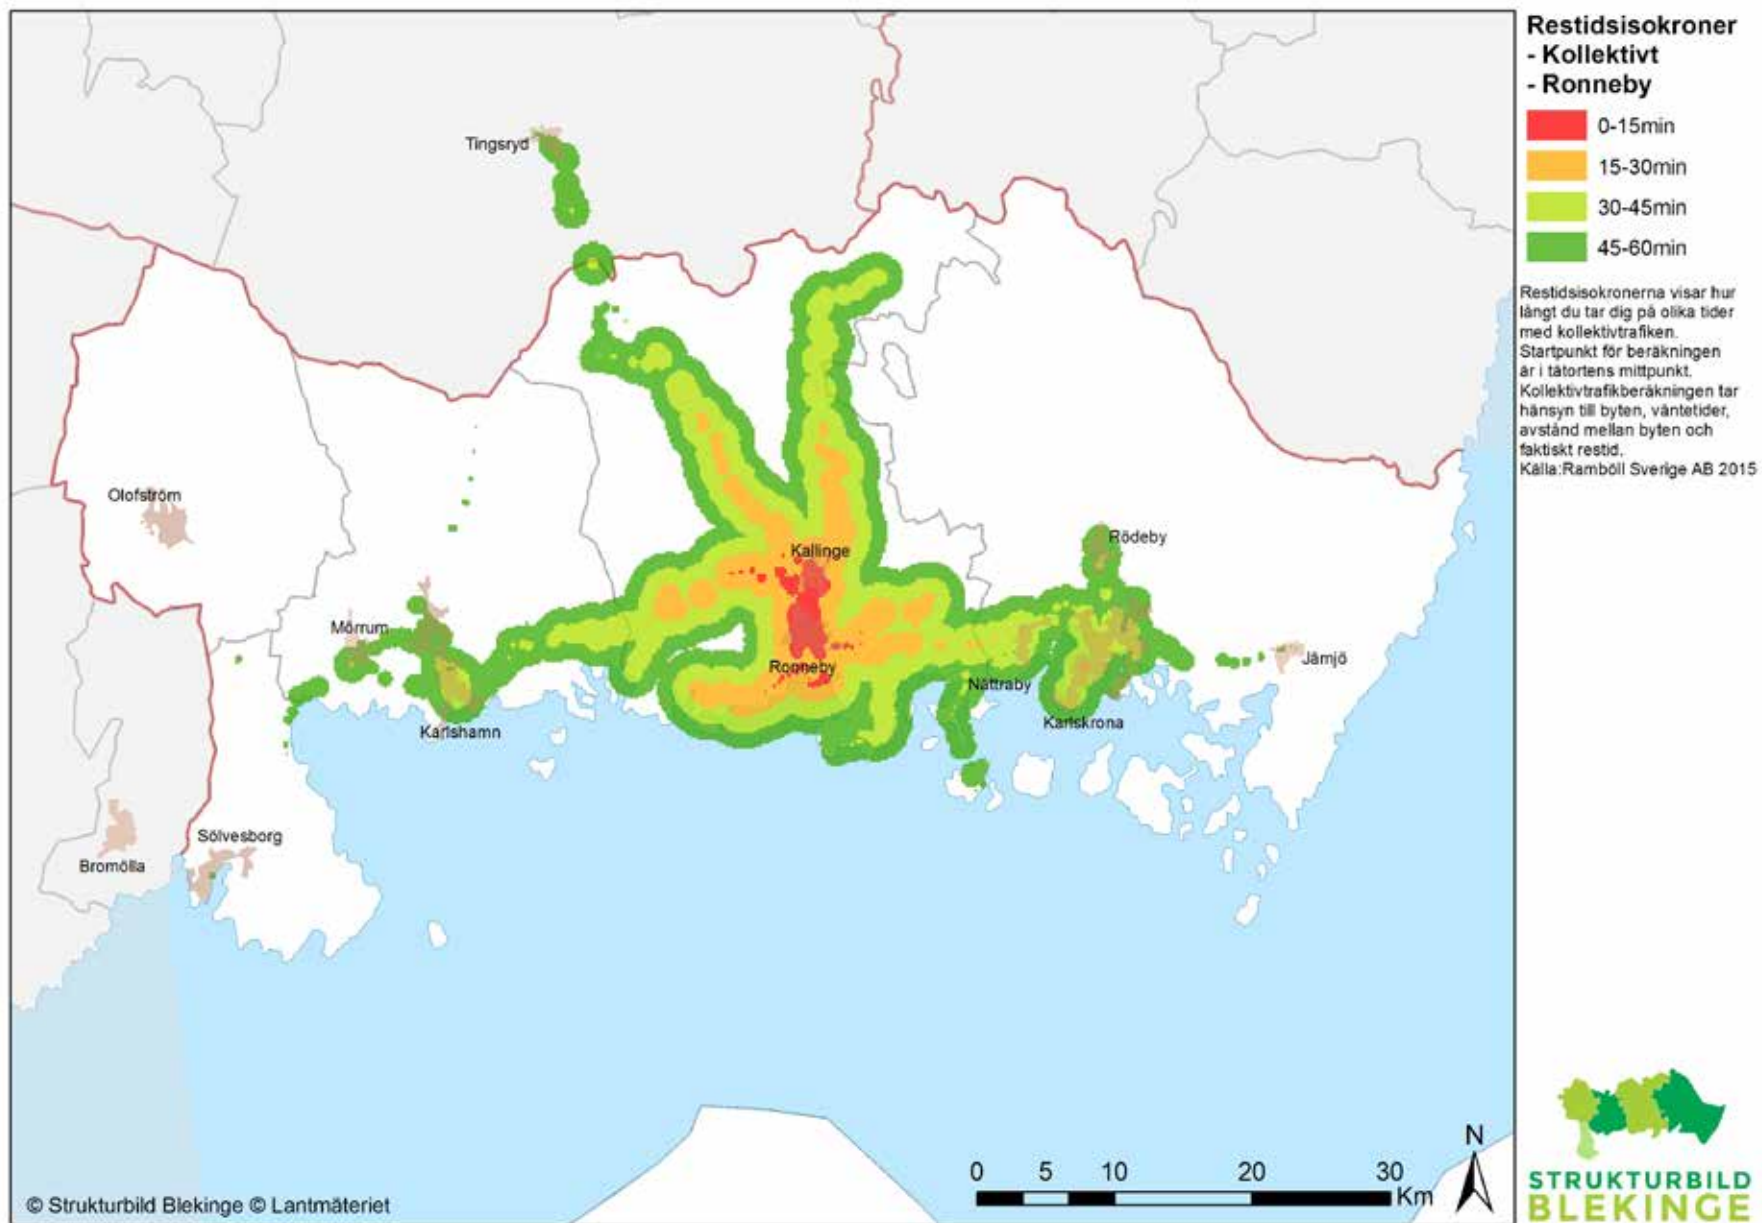 Restidsisokroner
- Kollektivt
- Ronneby
0-15min
15-30min
30-45min
45-60min
Restidsisokronerna visar hur
långt du tar dig på olika tider
med kollektivtrafiken.
Startpunkt för beräkningen
är i tätortens mittpunkt.
Kollektivtrafikberäkningen tar
hänsyn till byten, väntetider,
avstånd mellan byten och
faktiskt restid.
Källa:Ramböll Sverige AB 2015
Tingsryd
Olofström
Kallinge
Rödeby
Mörrum
Ronneby
Jämjö
Nättraby
Karlshamn
Karlskrona
Sölvesborg
Bromölla
N
0 5 10 20 30
Km
© Strukturbild Blekinge © Lantmäteriet
STRUKTURBILD
BLEKINGE